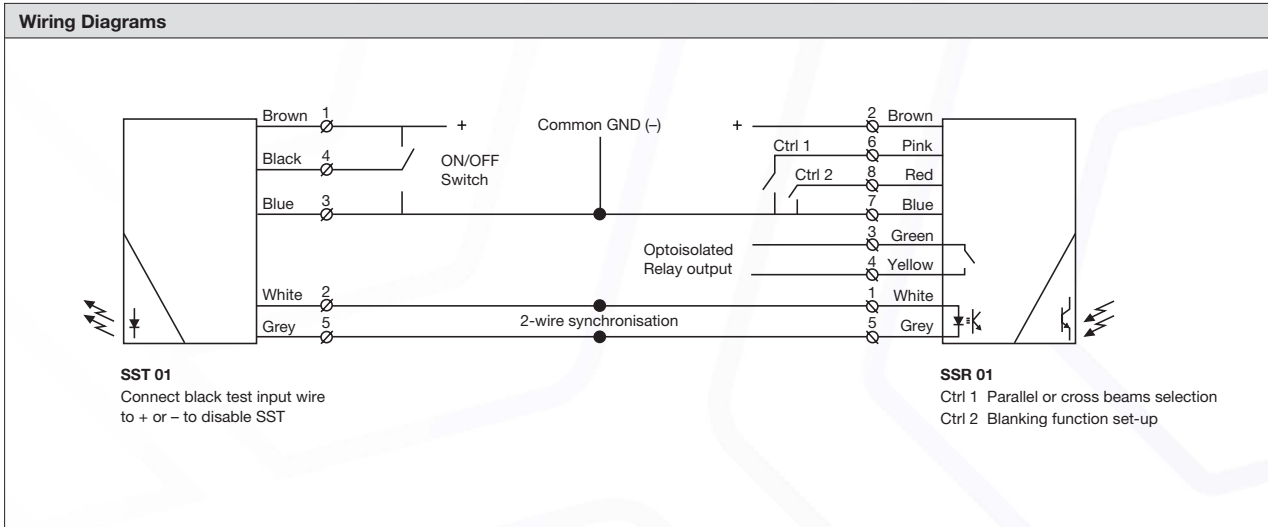 Wiring Diagrams
Brown 1
+
Common GND (–)
+
2 Brown
Black 4
ON/OFF
Switch
Ctrl 1
6 Pink
Ctrl 2
8 Red
Blue 3
7 Blue
Optoisolated
Relay output
3 Green
4 Yellow
White 2
1 White
2-wire synchronisation
Grey 5
5 Grey
SST 01
Connect black test input wire
to + or – to disable SST
SSR 01
Ctrl 1 Parallel or cross beams selection
Ctrl 2 Blanking function set-up